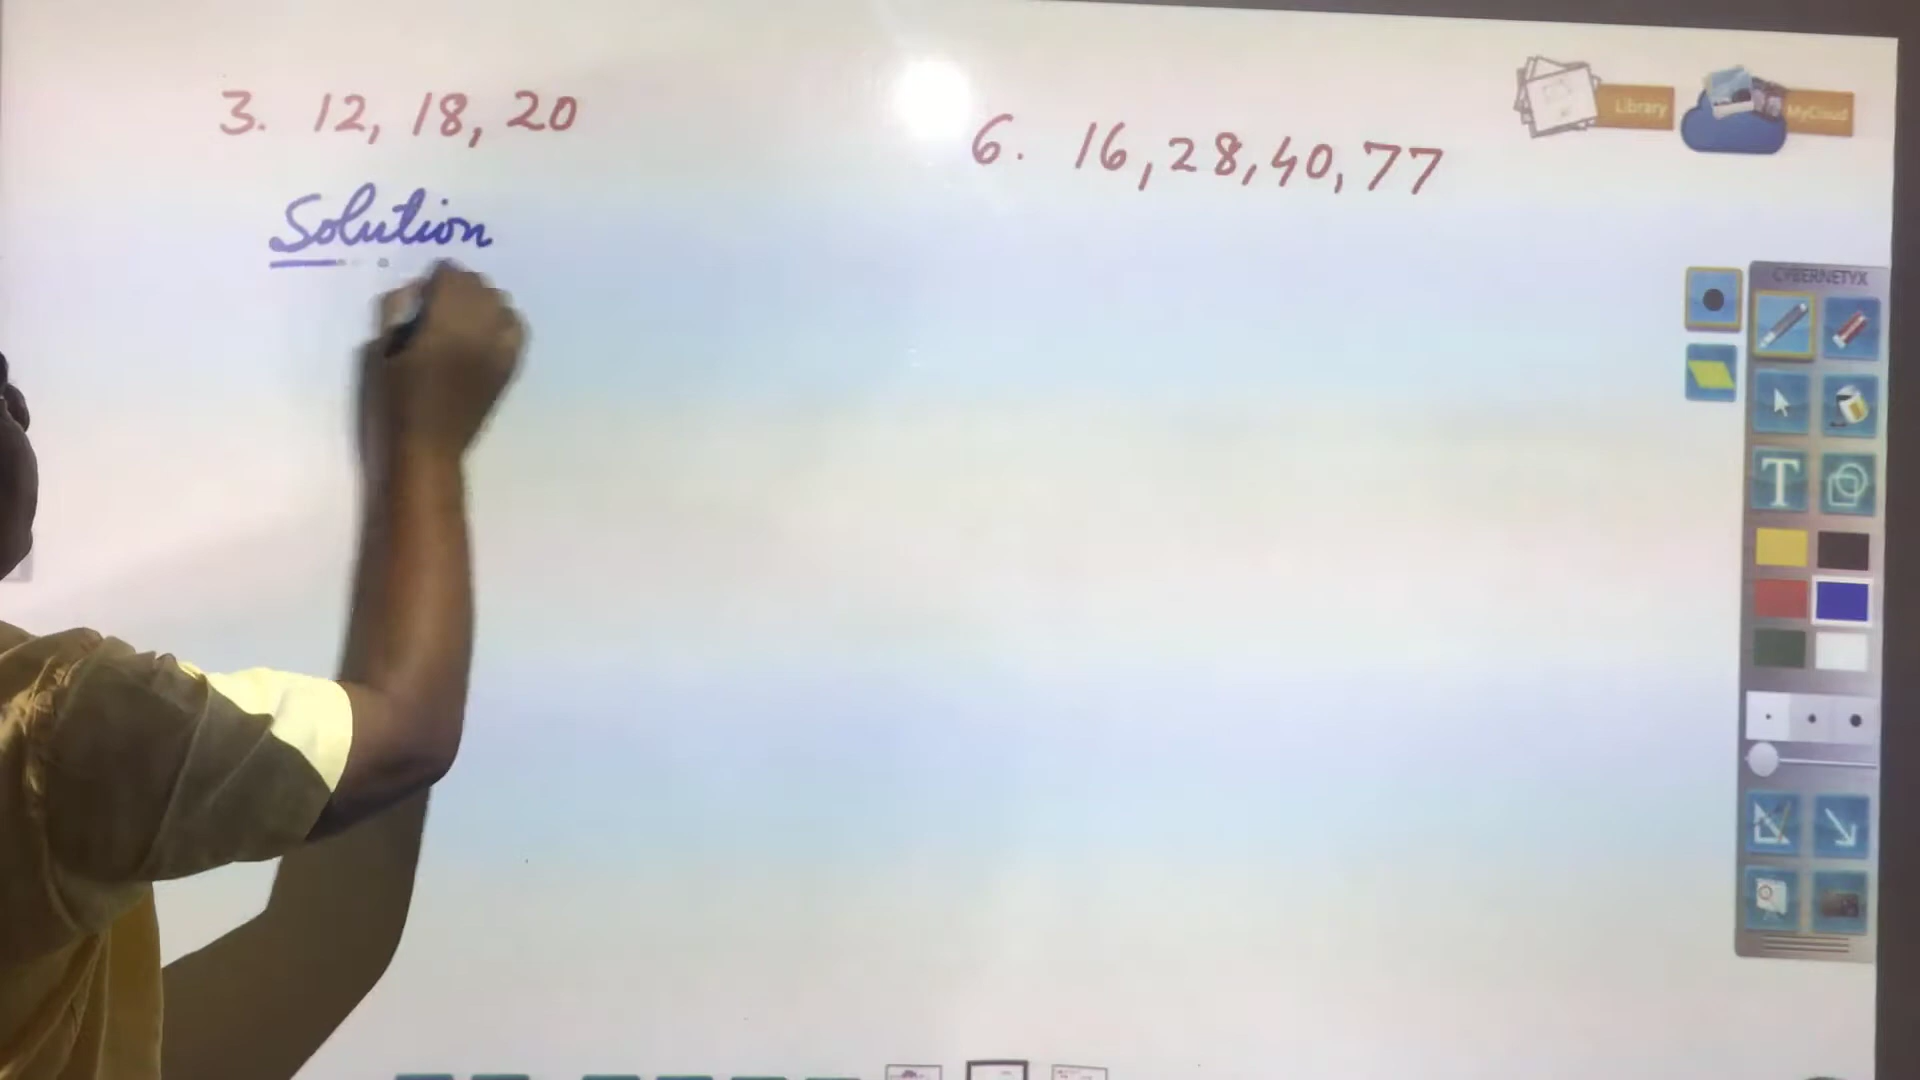 3. 12, 18, 20
Solution
6. 16, 28, 40, 77
Library
MyCloud
CYBERNETYX
T